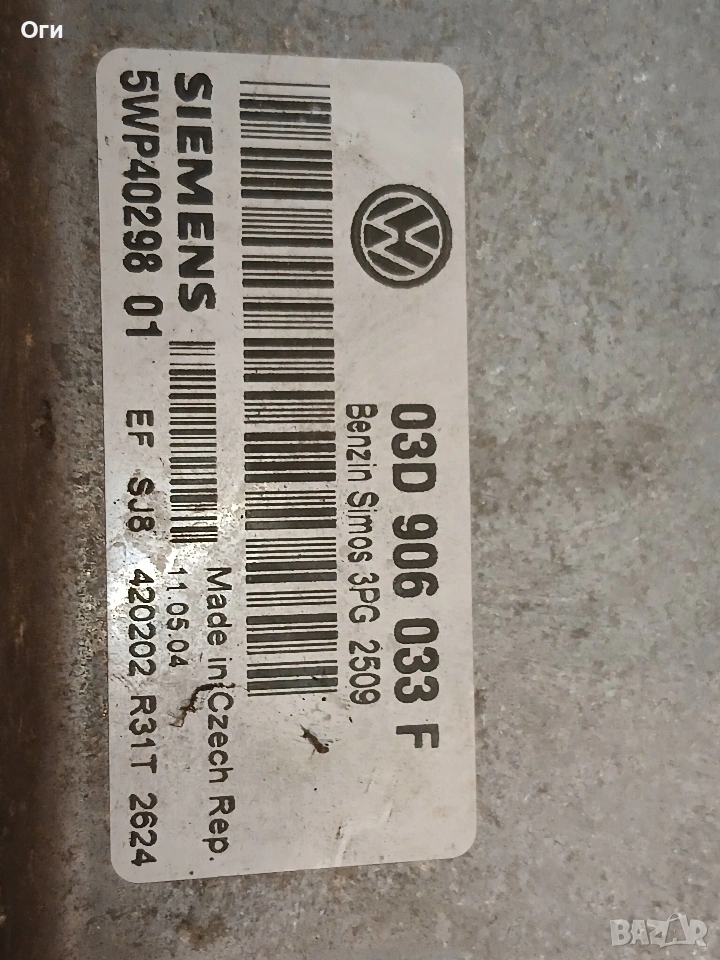 Оги
03D 906 033 F
Benzin Simos 3PG 2509
SIEMENS
5WP40298 01
11.05.04
Made in Czech Rep.
EF SJ8 420202 R31T 2624
BAZAR